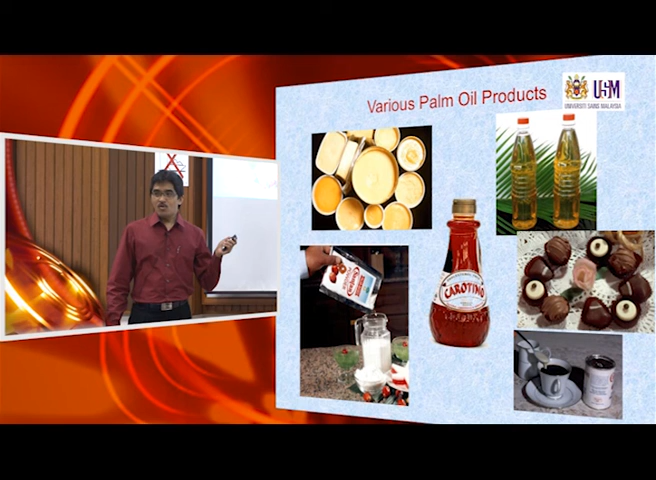 Various Palm Oil Products
USM
UNIVERSITI SAINS MALAYSIA
CAROTINO